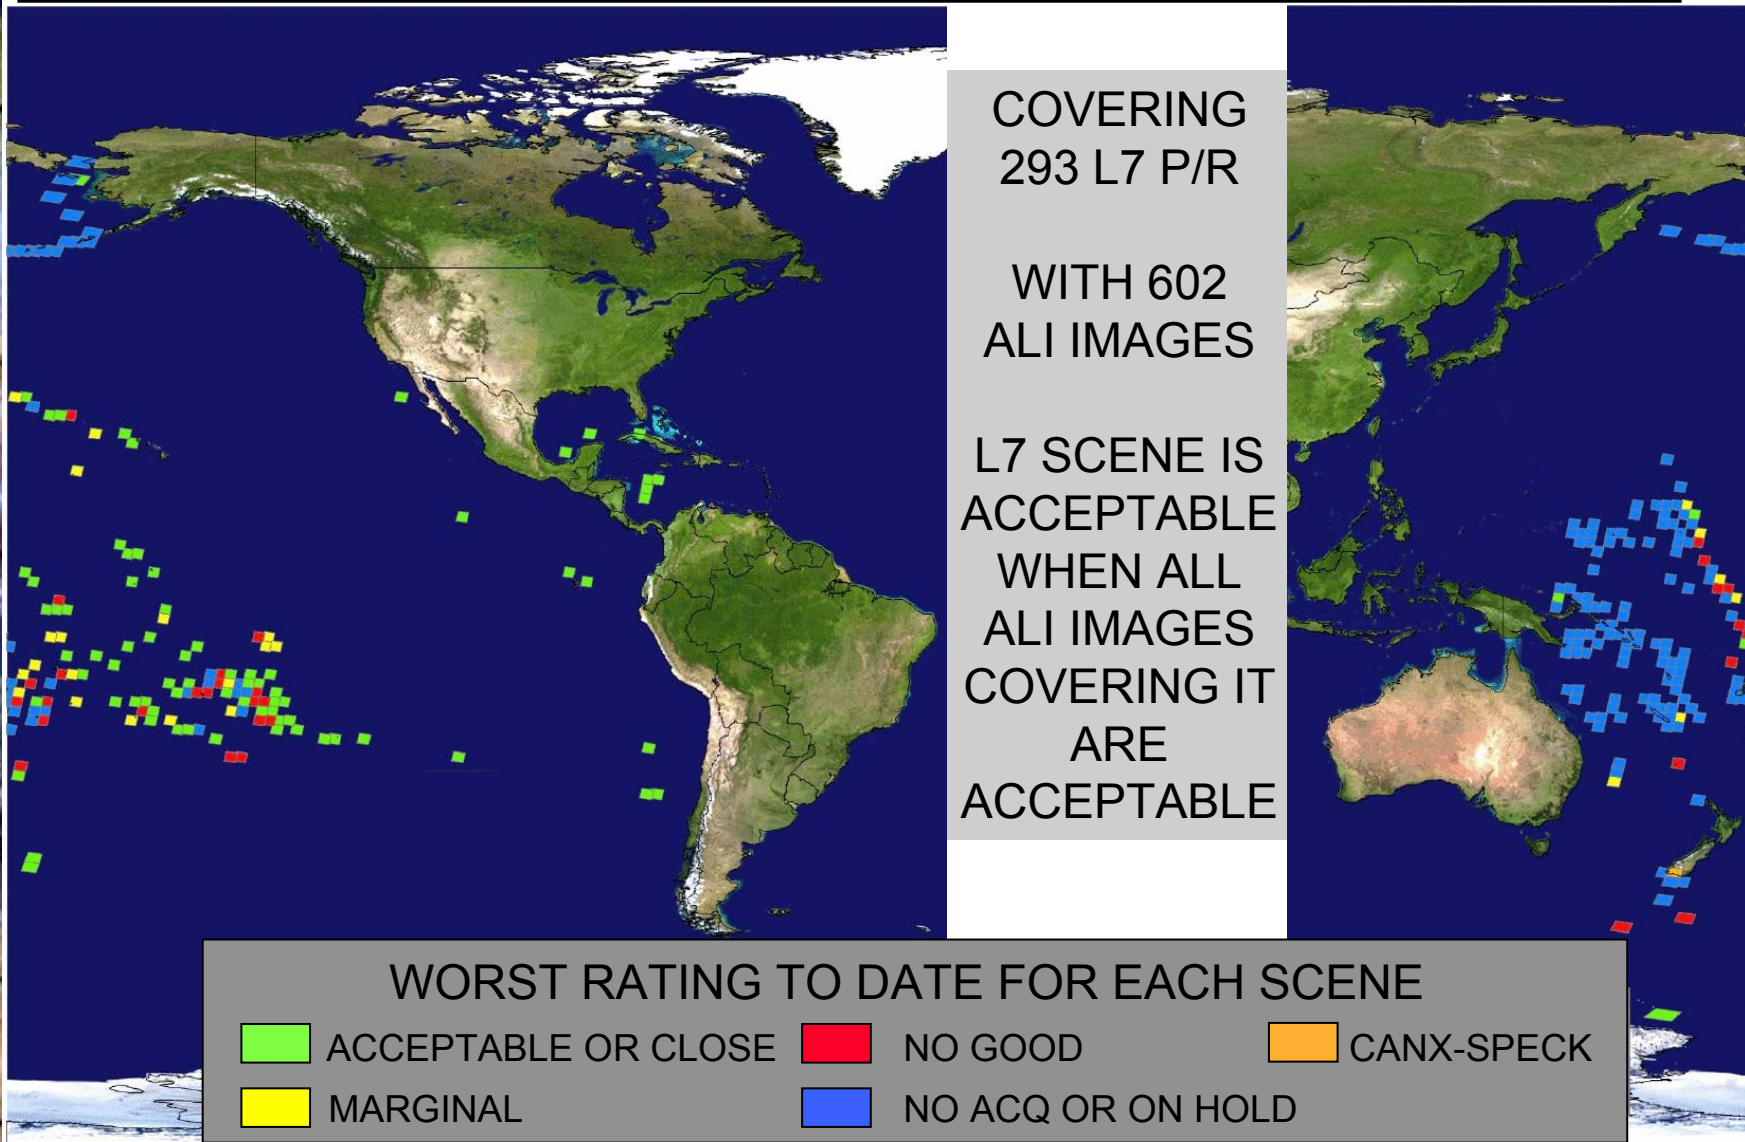 COVERING
293 L7 P/R
WITH 602
ALI IMAGES
L7 SCENE IS
ACCEPTABLE
WHEN ALL
ALI IMAGES
COVERING IT
ARE
ACCEPTABLE
WORST RATING TO DATE FOR EACH SCENE
ACCEPTABLE OR CLOSE NO GOOD CANX-SPECK
MARGINAL NO ACQ OR ON HOLD